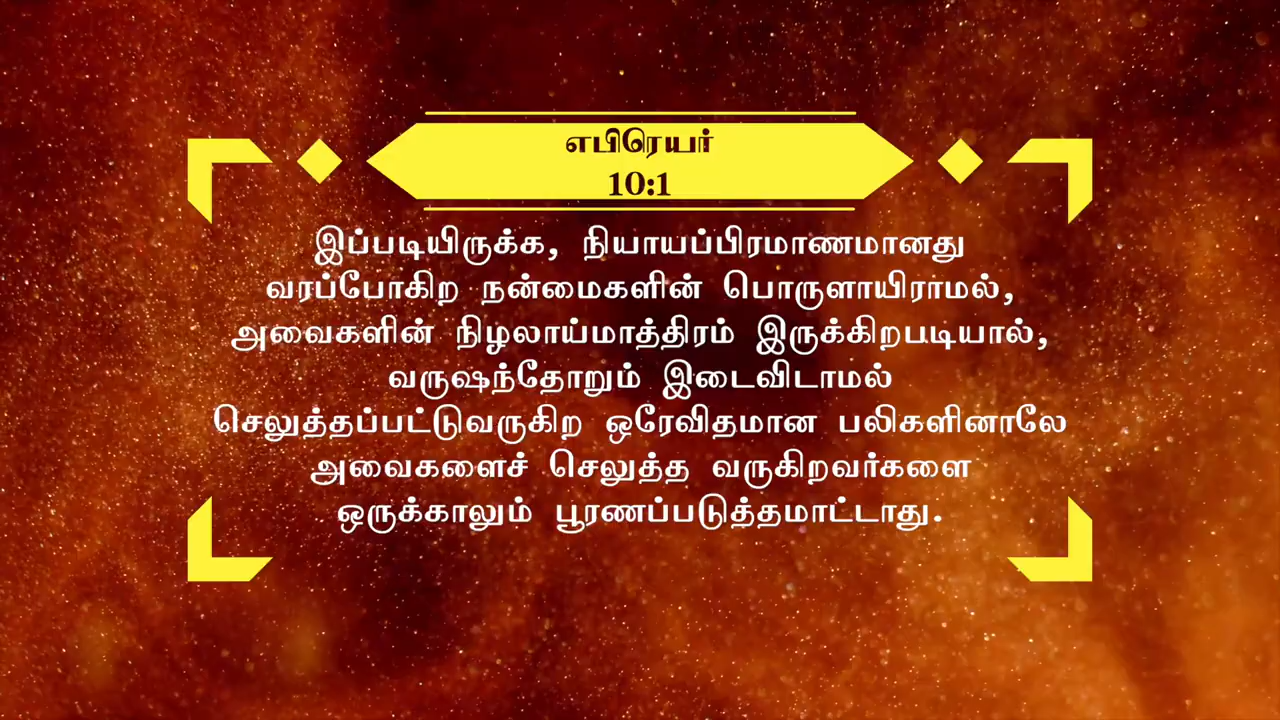 எபிரெயர்
10:1
இப்படியிருக்க, நியாயப்பிரமாணமானது
வரப்போகிற நன்மைகளின் பொருளாயிராமல்,
அவைகளின் நிழலாய்மாத்திரம் இருக்கிறபடியால்,
வருஷந்தோறும் இடைவிடாமல்
செலுத்தப்பட்டுவருகிற ஒரேவிதமான பலிகளினாலே
அவைகளைச் செலுத்த வருகிறவர்களை
ஒருக்காலும் பூரணப்படுத்தமாட்டாது.